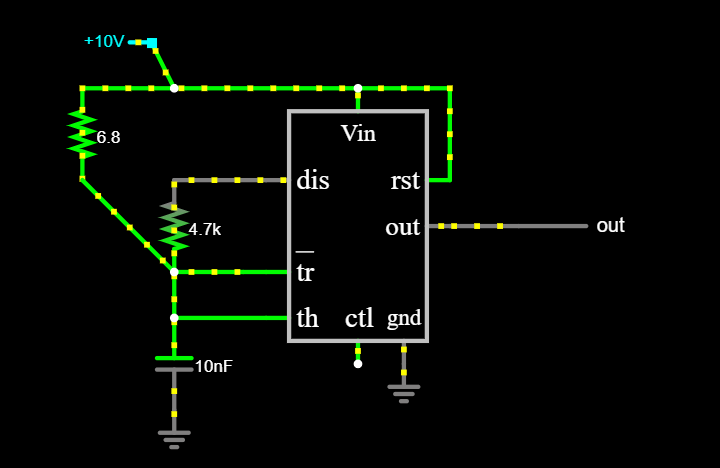 +10V
6.8
Vin
dis
rst
4.7k
out
out
tr
th
ctl
gnd
10nF